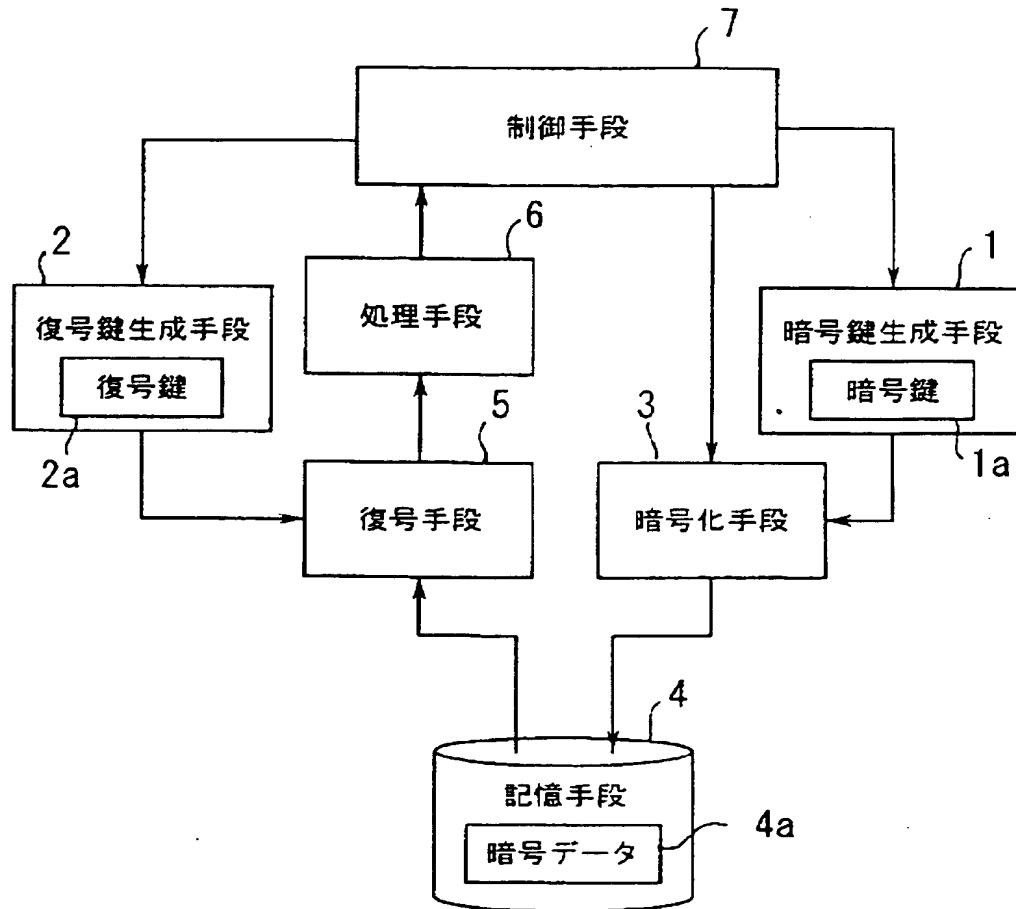 7
制御手段
6
2
1
処理手段
復号鍵生成手段
暗号鍵生成手段
復号鍵
暗号鍵
5
3
2a
1a
復号手段
暗号化手段
4
記憶手段
4a
暗号データ